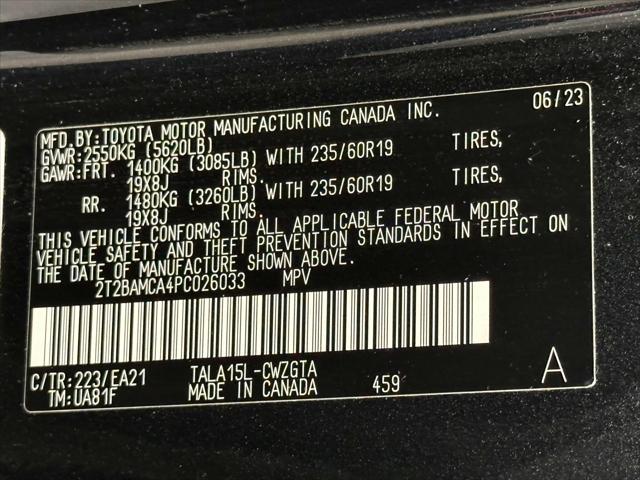 MFD.BY:TOYOTA MOTOR MANUFACTURING CANADA INC. 06/23
GVWR:2550KG (5620LB)
GAWR:FRT. 1400KG (3085LB) WITH 235/60R19 TIRES,
19X8J RIMS.
RR. 1480KG (3260LB) WITH 235/60R19 TIRES,
19X8J RIMS.
THIS VEHICLE CONFORMS TO ALL APPLICABLE FEDERAL MOTOR
VEHICLE SAFETY AND THEFT PREVENTION STANDARDS IN EFFECT ON
THE DATE OF MANUFACTURE SHOWN ABOVE.
2T2BAMCA4PC026033 MPV
C/TR:223/EA21 TALA15L-CWZGTA A
TM:UA81F MADE IN CANADA 459